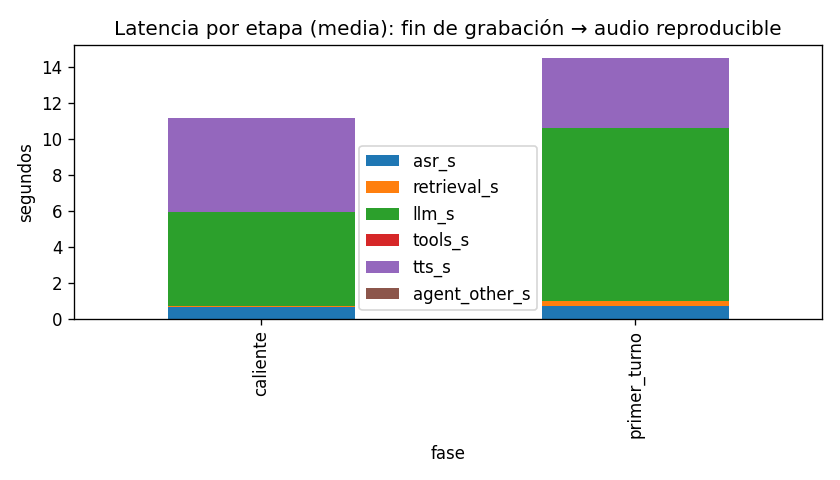 Latencia por etapa (media): fin de grabación → audio reproducible
segundos
14
12
10
8
6
4
2
0
asr_s
retrieval_s
llm_s
tools_s
tts_s
agent_other_s
caliente
primer_turno
fase